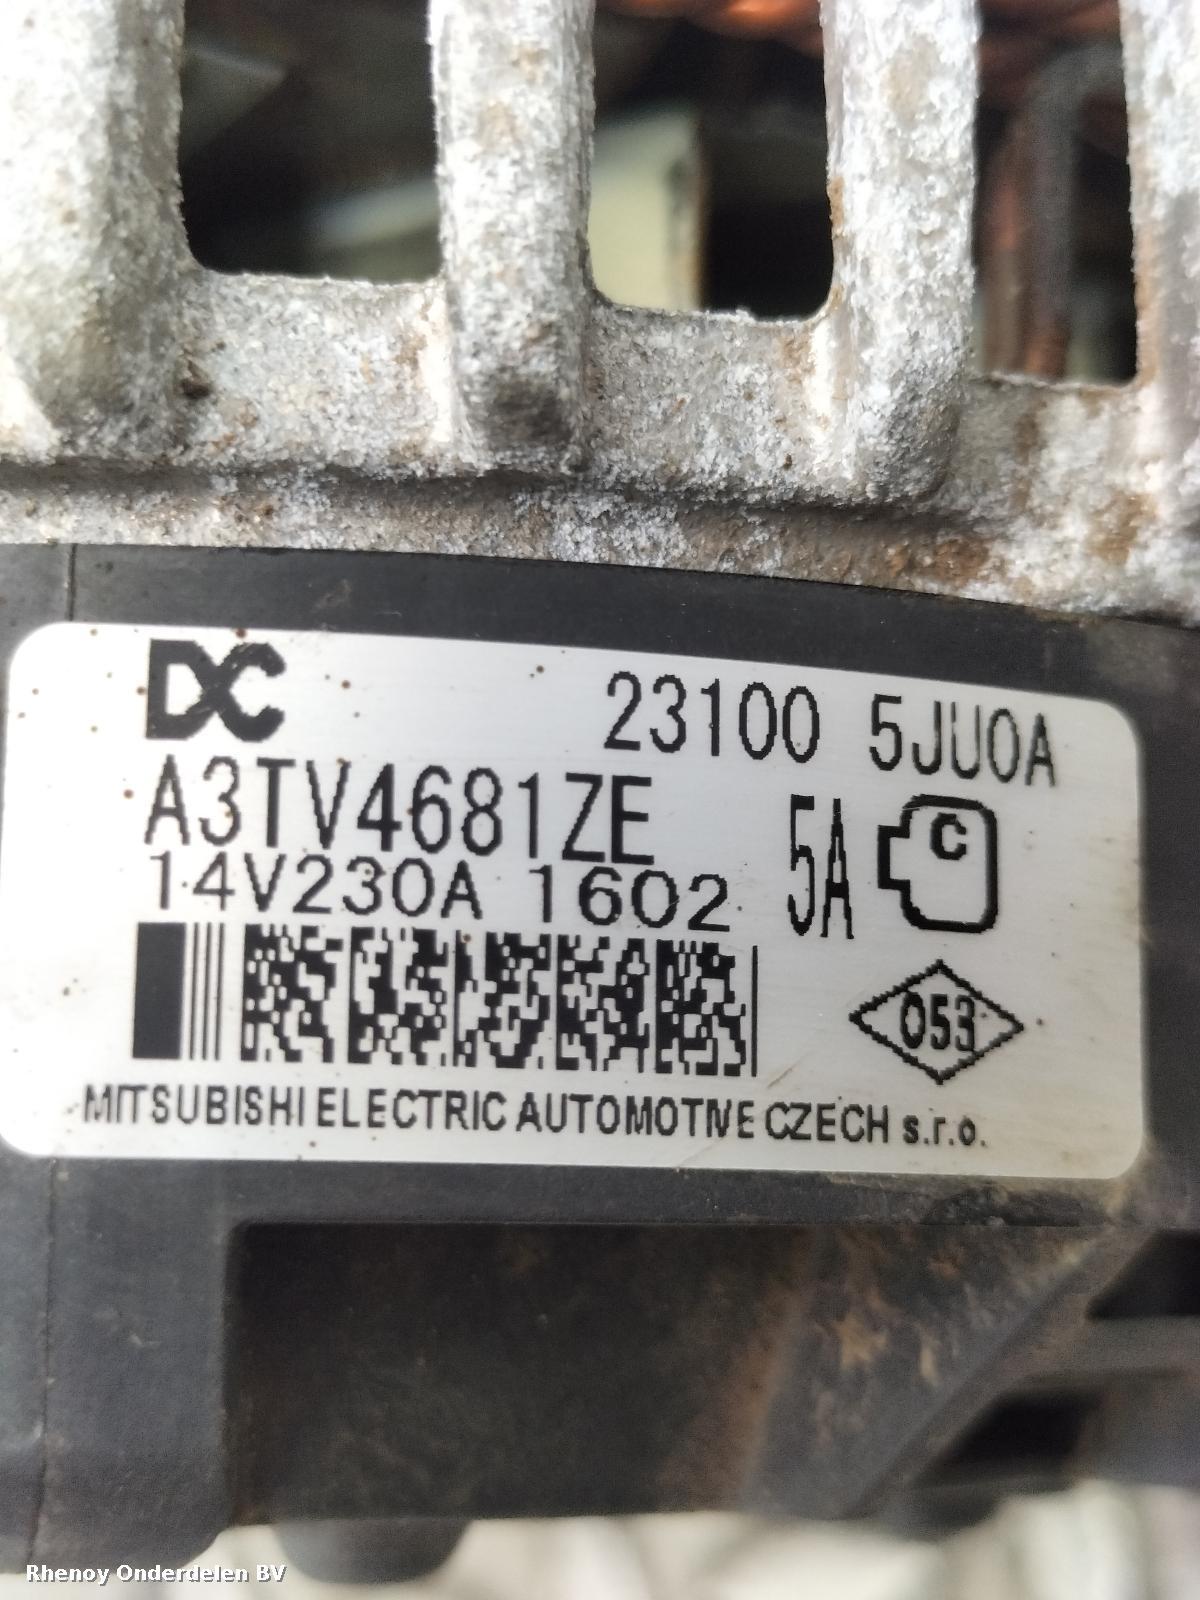 DC
23100 5JU0A
A3TV4681ZE
5A C
14V230A 1602
053
MITSUBISHI ELECTRIC AUTOMOTIVE CZECH s.r.o.
Rhenoy Onderdelen BV